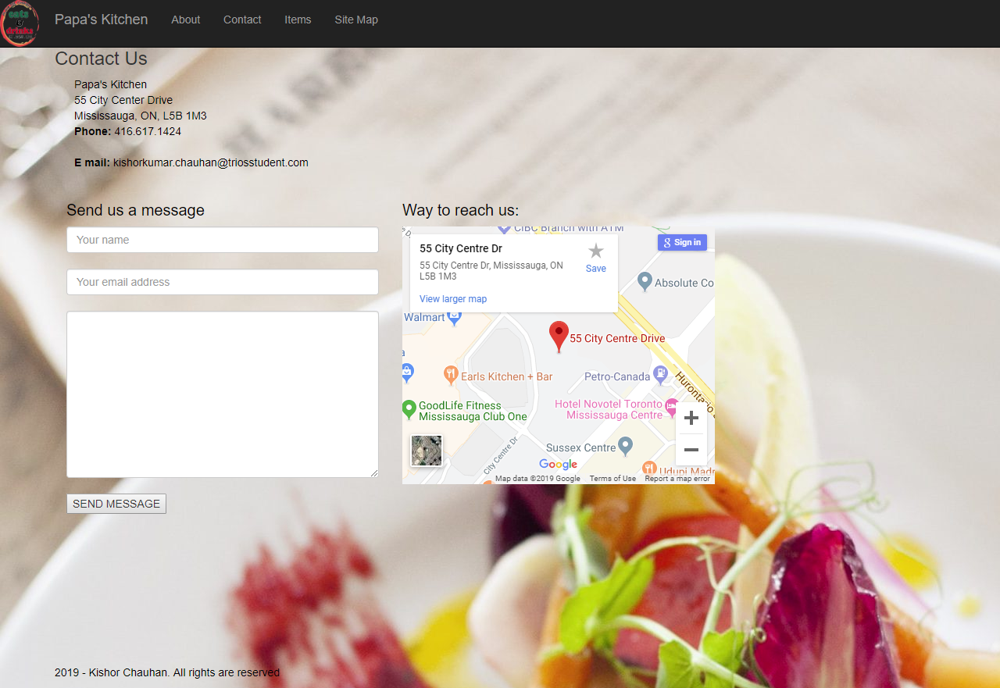 eats
&
drinks
Papa's Kitchen
About
Contact
Items
Site Map
Contact Us
Papa's Kitchen
55 City Center Drive
Mississauga, ON, L5B 1M3
Phone: 416.617.1424
E mail: kishorkumar.chauhan@triosstudent.com
Send us a message
Your name
Your email address
SEND MESSAGE
Way to reach us:
CIBC Branch with ATM
55 City Centre Dr
55 City Centre Dr, Mississauga, ON
L5B 1M3
View larger map
Save
Sign in
Absolute Co
Walmart
55 City Centre Drive
Earls Kitchen + Bar
Petro-Canada
Hurontario S
GoodLife Fitness
Mississauga Club One
Hotel Novotel Toronto
Mississauga Centre
City Centre Dr
Sussex Centre
Udupi Madr
Google
Map data ©2019 Google
Terms of Use
Report a map error
2019 - Kishor Chauhan. All rights are reserved